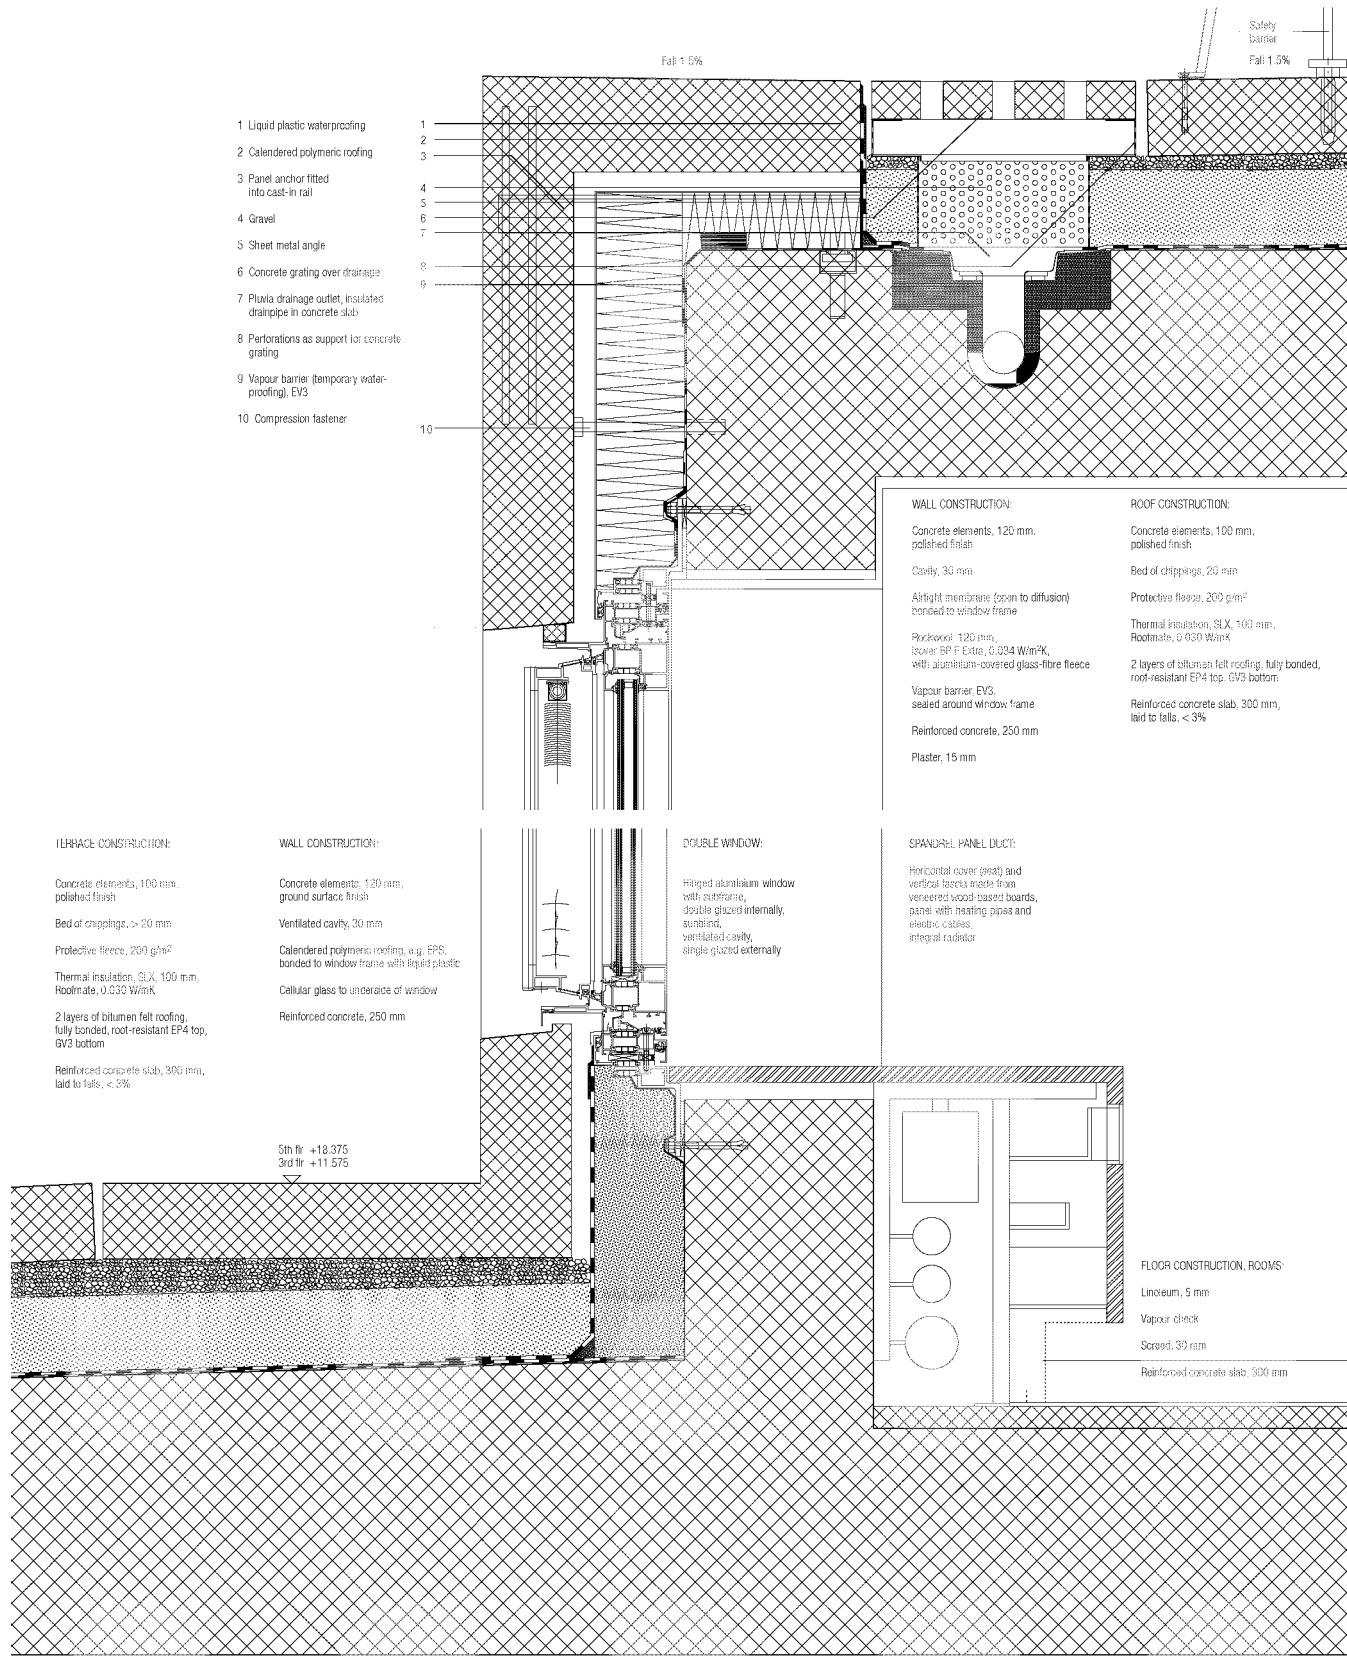 Safety
barrier
Fall 1.5%
Fall 1.5%
1 Liquid plastic waterproofing
2 Calendered polymeric roofing
3 Panel anchor fitted
into cast-in rail
4 Gravel
5 Sheet metal angle
6 Concrete grating over drainage
7 Pluvia drainage outlet, insulated
drainpipe in concrete slab
8 Perforations as support for concrete
grating
9 Vapour barrier (temporary water-
proofing), EV3
10 Compression fastener
1
2
3
4
5
6
7
8
9
10
WALL CONSTRUCTION:
Concrete elements, 120 mm,
polished finish
Cavity, 30 mm
Airtight membrane (open to diffusion)
bonded to window frame
Rockwool 120 mm,
Isover BP F Extra, 0.034 W/m²K,
with aluminium-covered glass-fibre fleece
Vapour barrier, EV3,
sealed around window frame
Reinforced concrete, 250 mm
Plaster, 15 mm
ROOF CONSTRUCTION:
Concrete elements, 100 mm,
polished finish
Bed of chippings, 20 mm
Protective fleece, 200 g/m²
Thermal insulation, SLX, 100 mm,
Roofmate, 0.030 W/mK
2 layers of bitumen felt roofing, fully bonded,
root-resistant EP4 top, GV3 bottom
Reinforced concrete slab, 300 mm,
laid to falls, < 3%
TERRACE CONSTRUCTION:
Concrete elements, 100 mm,
polished finish
Bed of chippings, > 20 mm
Protective fleece, 200 g/m²
Thermal insulation, SLX, 100 mm,
Roofmate, 0.030 W/mK
2 layers of bitumen felt roofing,
fully bonded, root-resistant EP4 top,
GV3 bottom
Reinforced concrete slab, 300 mm,
laid to falls, < 3%
WALL CONSTRUCTION:
Concrete elements, 120 mm,
ground surface finish
Ventilated cavity, 30 mm
Calendered polymeric roofing, e.g. EPS,
bonded to window frame with liquid plastic
Cellular glass to underside of window
Reinforced concrete, 250 mm
DOUBLE WINDOW:
Hinged aluminium window
with subframe,
double glazed internally,
sunblind,
ventilated cavity,
single glazed externally
SPANDREL PANEL DUCT:
Horizontal cover (seat) and
vertical fascia made from
veneered wood-based boards,
panel with heating pipes and
electric cables,
integral radiator
5th flr +18.375
3rd flr +11.575
FLOOR CONSTRUCTION, ROOMS:
Linoleum, 5 mm
Vapour check
Screed, 30 mm
Reinforced concrete slab, 300 mm